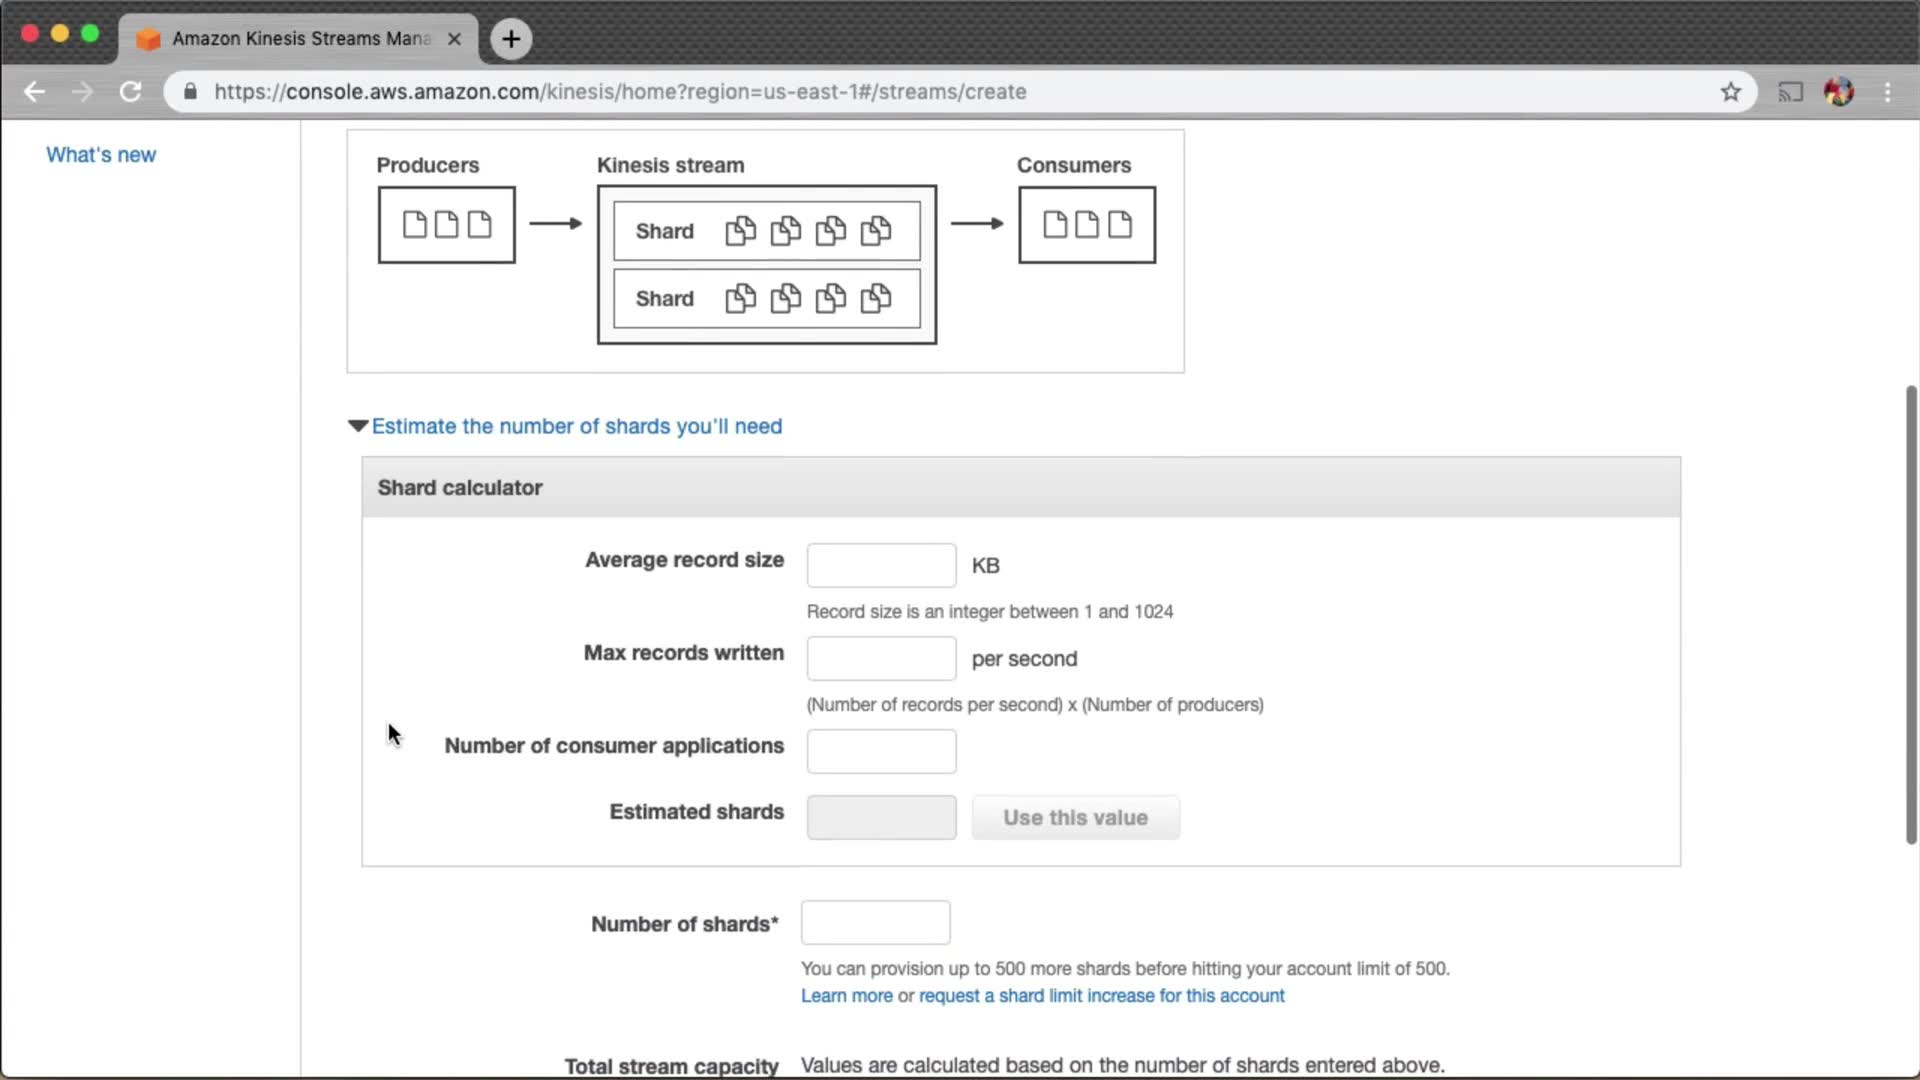 Amazon Kinesis Streams Mana
https://console.aws.amazon.com/kinesis/home?region=us-east-1#/streams/create
What's new
Producers
Kinesis stream
Consumers
Shard
Shard
Estimate the number of shards you'll need
Shard calculator
Average record size
KB
Record size is an integer between 1 and 1024
Max records written
per second
(Number of records per second) x (Number of producers)
Number of consumer applications
Estimated shards
Use this value
Number of shards*
You can provision up to 500 more shards before hitting your account limit of 500.
Learn more or request a shard limit increase for this account
Total stream capacity Values are calculated based on the number of shards entered above.